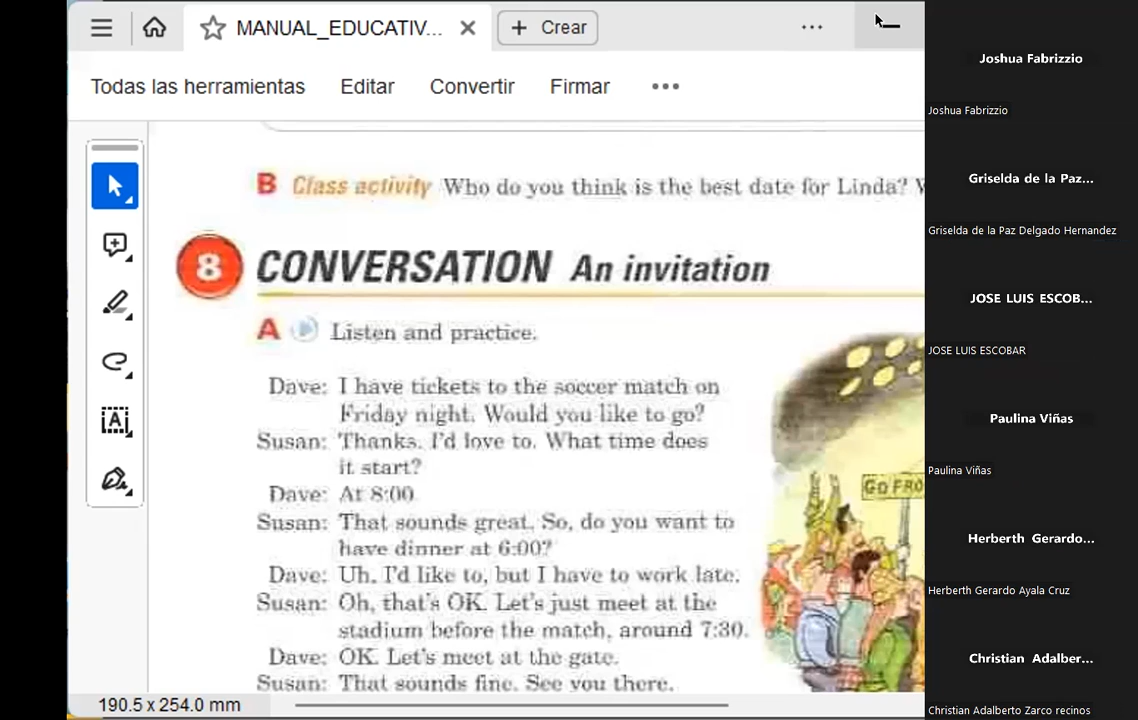 MANUAL_EDUCATIV...
Crear
Todas las herramientas
Editar
Convertir
Firmar
B Class activity Who do you think is the best date for Linda?
8 CONVERSATION An invitation
A Listen and practice.
Dave: I have tickets to the soccer match on
Friday night. Would you like to go?
Susan: Thanks. I'd love to. What time does
it start?
Dave: At 8:00.
Susan: That sounds great. So, do you want to
have dinner at 6:00?
Dave: Uh, I'd like to, but I have to work late.
Susan: Oh, that's OK. Let's just meet at the
stadium before the match, around 7:30.
Dave: OK. Let's meet at the gate.
Susan: That sounds fine. See you there.
GO FRO
190.5 x 254.0 mm
Joshua Fabrizzio
Joshua Fabrizzio
Griselda de la Paz...
Griselda de la Paz Delgado Hernandez
JOSE LUIS ESCOB...
JOSE LUIS ESCOBAR
Paulina Viñas
Paulina Viñas
Herberth Gerardo...
Herberth Gerardo Ayala Cruz
Christian Adalber...
Christian Adalberto Zarco recinos